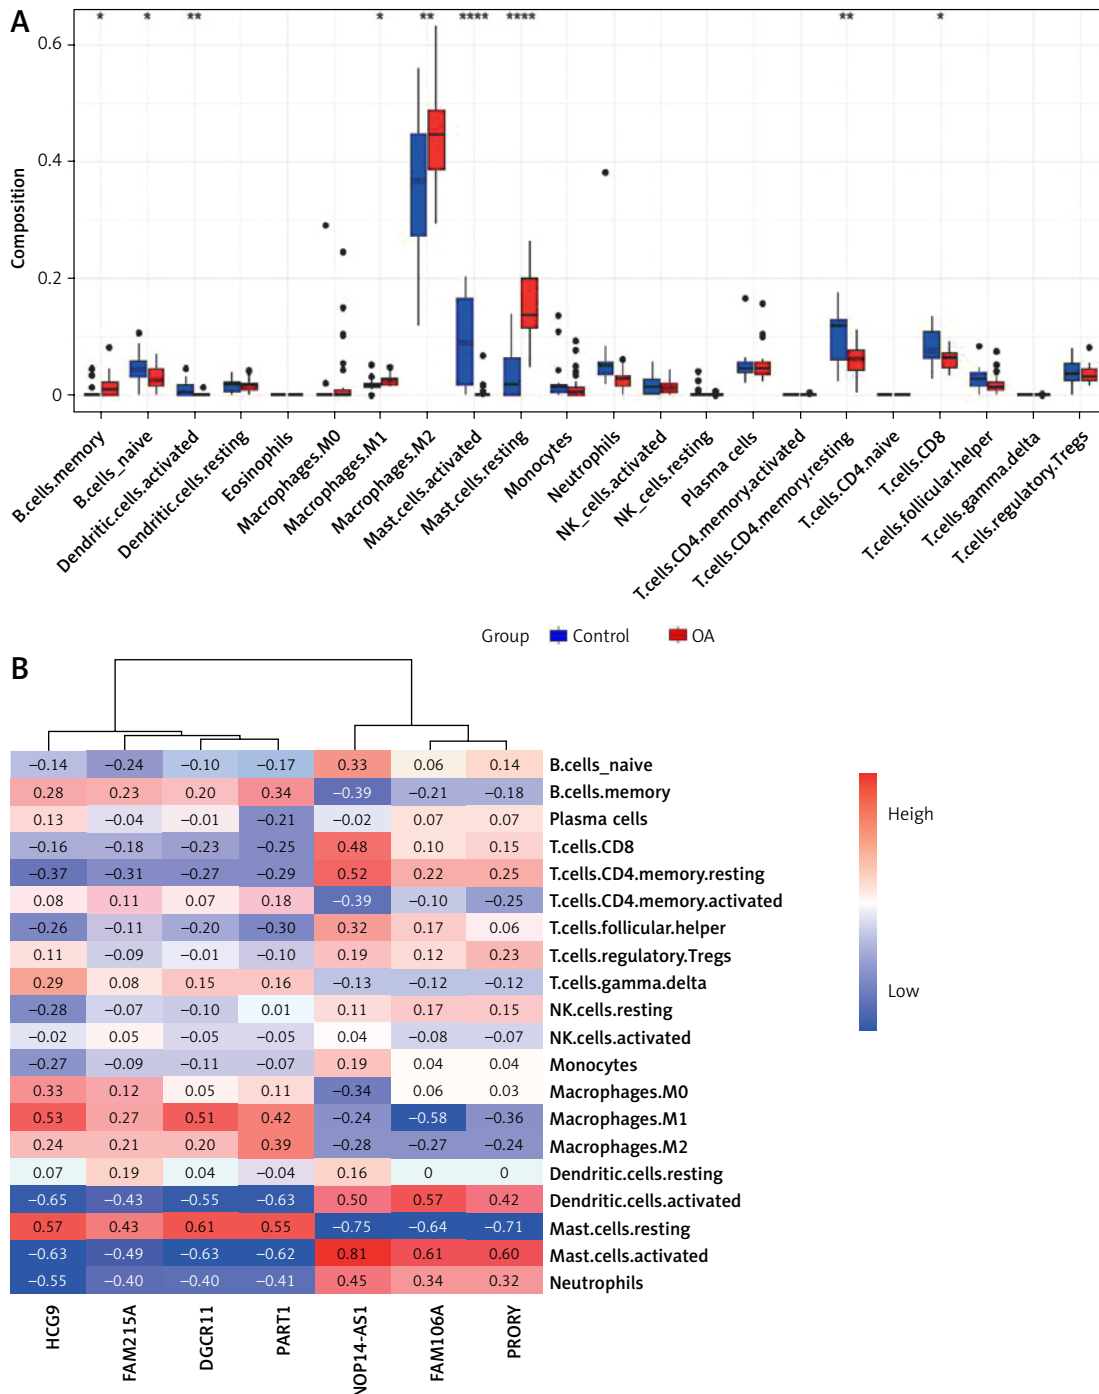 A
* * ** * ** **** **** ** *
0.6
0.4
0.2
0
Composition
B.cells.memory
B.cells_naive
Dendritic.cells.activated
Dendritic.cells.resting
Eosinophils
Macrophages.M0
Macrophages.M1
Macrophages.M2
Mast.cells.activated
Mast.cells.resting
Monocytes
Neutrophils
NK_cells.activated
NK_cells.resting
Plasma cells
T.cells.CD4.memory.activated
T.cells.CD4.memory.resting
T.cells.CD4.naive
T.cells.CD8
T.cells.follicular.helper
T.cells.gamma.delta
T.cells.regulatory.Tregs
Group Control OA
B
−0.14 −0.24 −0.10 −0.17 0.33 0.06 0.14 B.cells_naive
0.28 0.23 0.20 0.34 −0.39 −0.21 −0.18 B.cells.memory
0.13 −0.04 −0.01 −0.21 −0.02 0.07 0.07 Plasma cells
−0.16 −0.18 −0.23 −0.25 0.48 0.10 0.15 T.cells.CD8
−0.37 −0.31 −0.27 −0.29 0.52 0.22 0.25 T.cells.CD4.memory.resting
0.08 0.11 0.07 0.18 −0.39 −0.10 −0.25 T.cells.CD4.memory.activated
−0.26 −0.11 −0.20 −0.30 0.32 0.17 0.06 T.cells.follicular.helper
0.11 −0.09 −0.01 −0.10 0.19 0.12 0.23 T.cells.regulatory.Tregs
0.29 0.08 0.15 0.16 −0.13 −0.12 −0.12 T.cells.gamma.delta
−0.28 −0.07 −0.10 0.01 0.11 0.17 0.15 NK.cells.resting
−0.02 0.05 −0.05 −0.05 0.04 −0.08 −0.07 NK.cells.activated
−0.27 −0.09 −0.11 −0.07 0.19 0.04 0.04 Monocytes
0.33 0.12 0.05 0.11 −0.34 0.06 0.03 Macrophages.M0
0.53 0.27 0.51 0.42 −0.24 −0.58 −0.36 Macrophages.M1
0.24 0.21 0.20 0.39 −0.28 −0.27 −0.24 Macrophages.M2
0.07 0.19 0.04 −0.04 0.16 0 0 Dendritic.cells.resting
−0.65 −0.43 −0.55 −0.63 0.50 0.57 0.42 Dendritic.cells.activated
0.57 0.43 0.61 0.55 −0.75 −0.64 −0.71 Mast.cells.resting
−0.63 −0.49 −0.63 −0.62 0.81 0.61 0.60 Mast.cells.activated
−0.55 −0.40 −0.40 −0.41 0.45 0.34 0.32 Neutrophils
HCG9
FAM215A
DGCR11
PART1
NOP14-AS1
FAM106A
PRORY
Heigh
Low